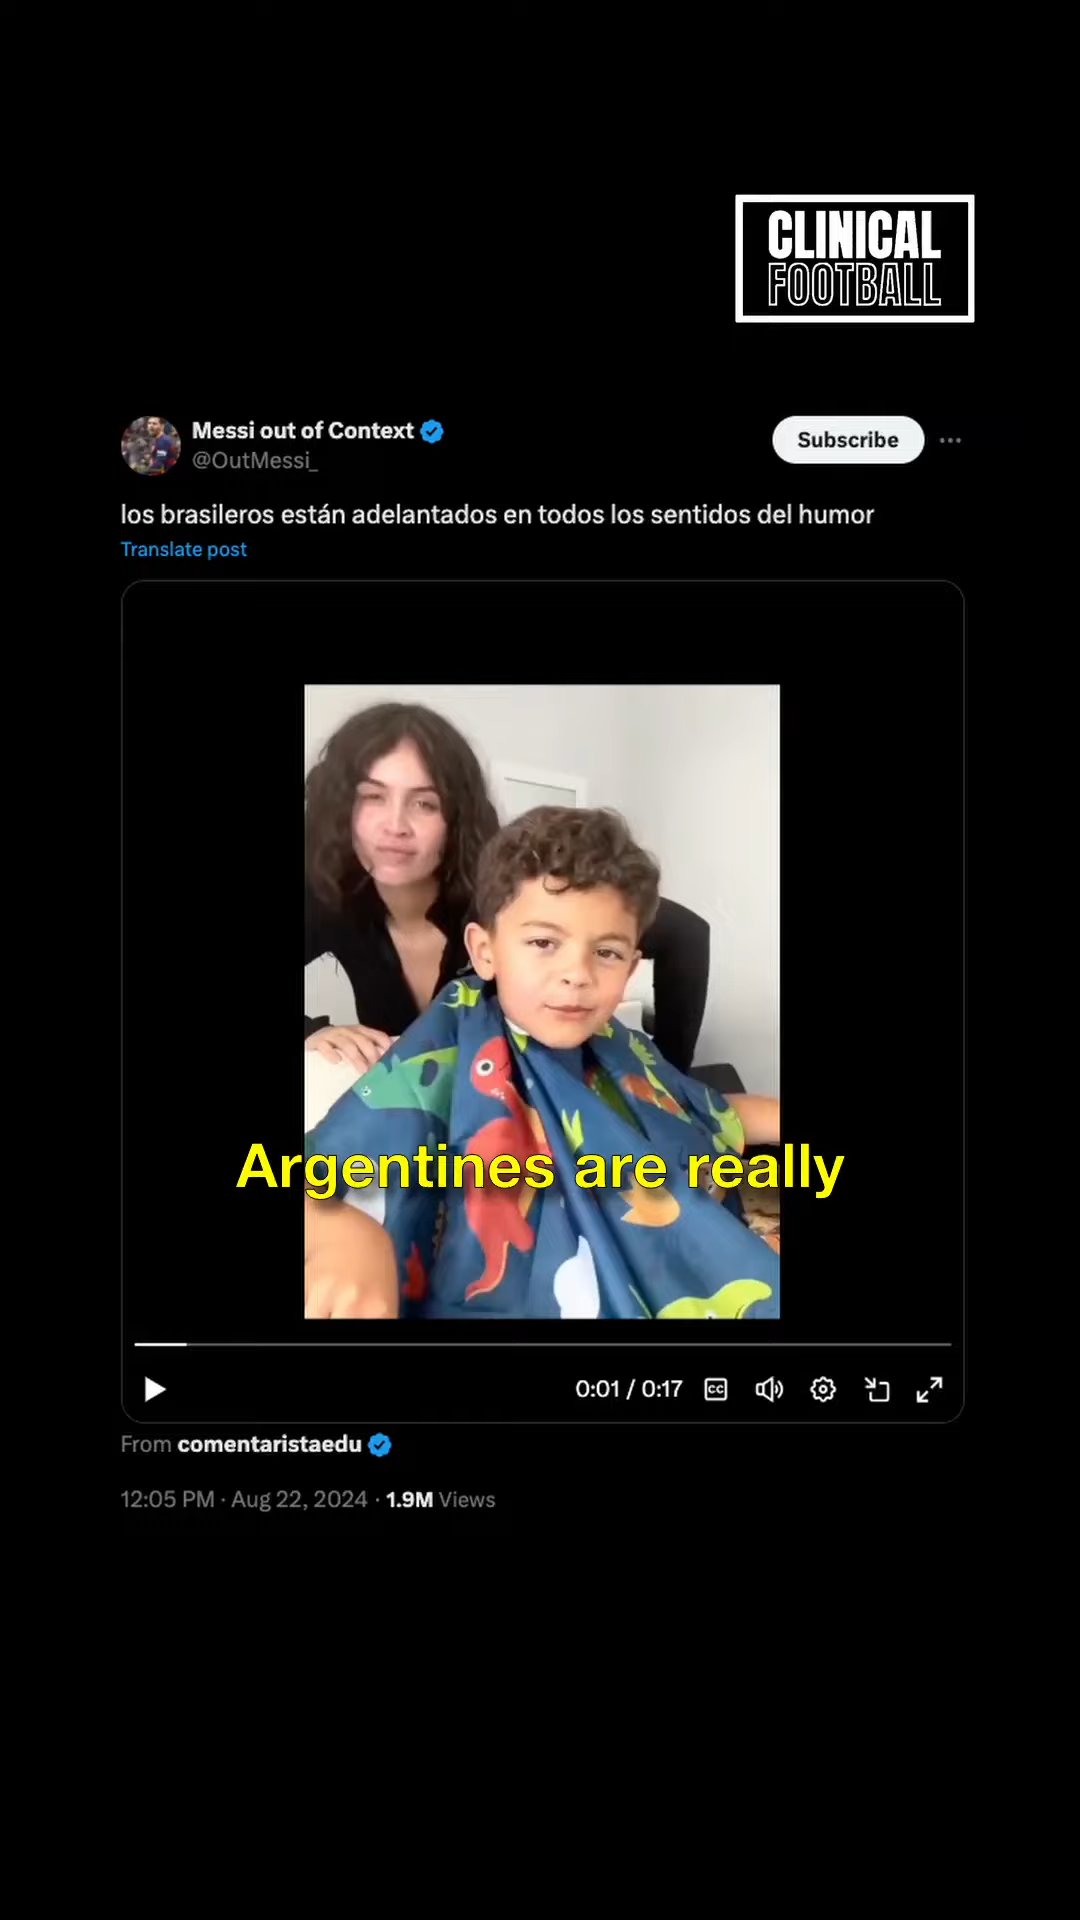 CLINICAL
FOOTBALL
Messi out of Context
Subscribe
@OutMessi_
los brasileros están adelantados en todos los sentidos del humor
Translate post
Argentines are really
0:01 / 0:17
CC
From comentaristaedu
12:05 PM · Aug 22, 2024 · 1.9M Views